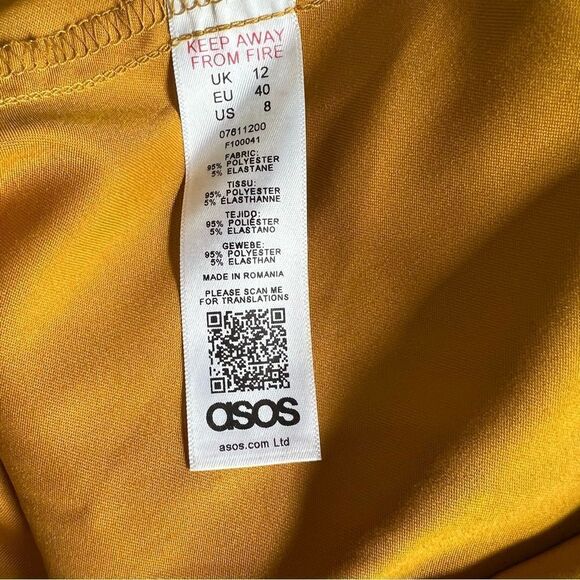 KEEP AWAY
FROM FIRE
UK 12
EU 40
US 8
07611200
F100041
FABRIC:
95% POLYESTER
5% ELASTANE
TISSU:
95% POLYESTER
5% ÉLASTHANNE
TEJIDO:
95% POLIÉSTER
5% ELASTANO
GEWEBE:
95% POLYESTER
5% ELASTHAN
MADE IN ROMANIA
PLEASE SCAN ME
FOR TRANSLATIONS
asos
asos.com Ltd